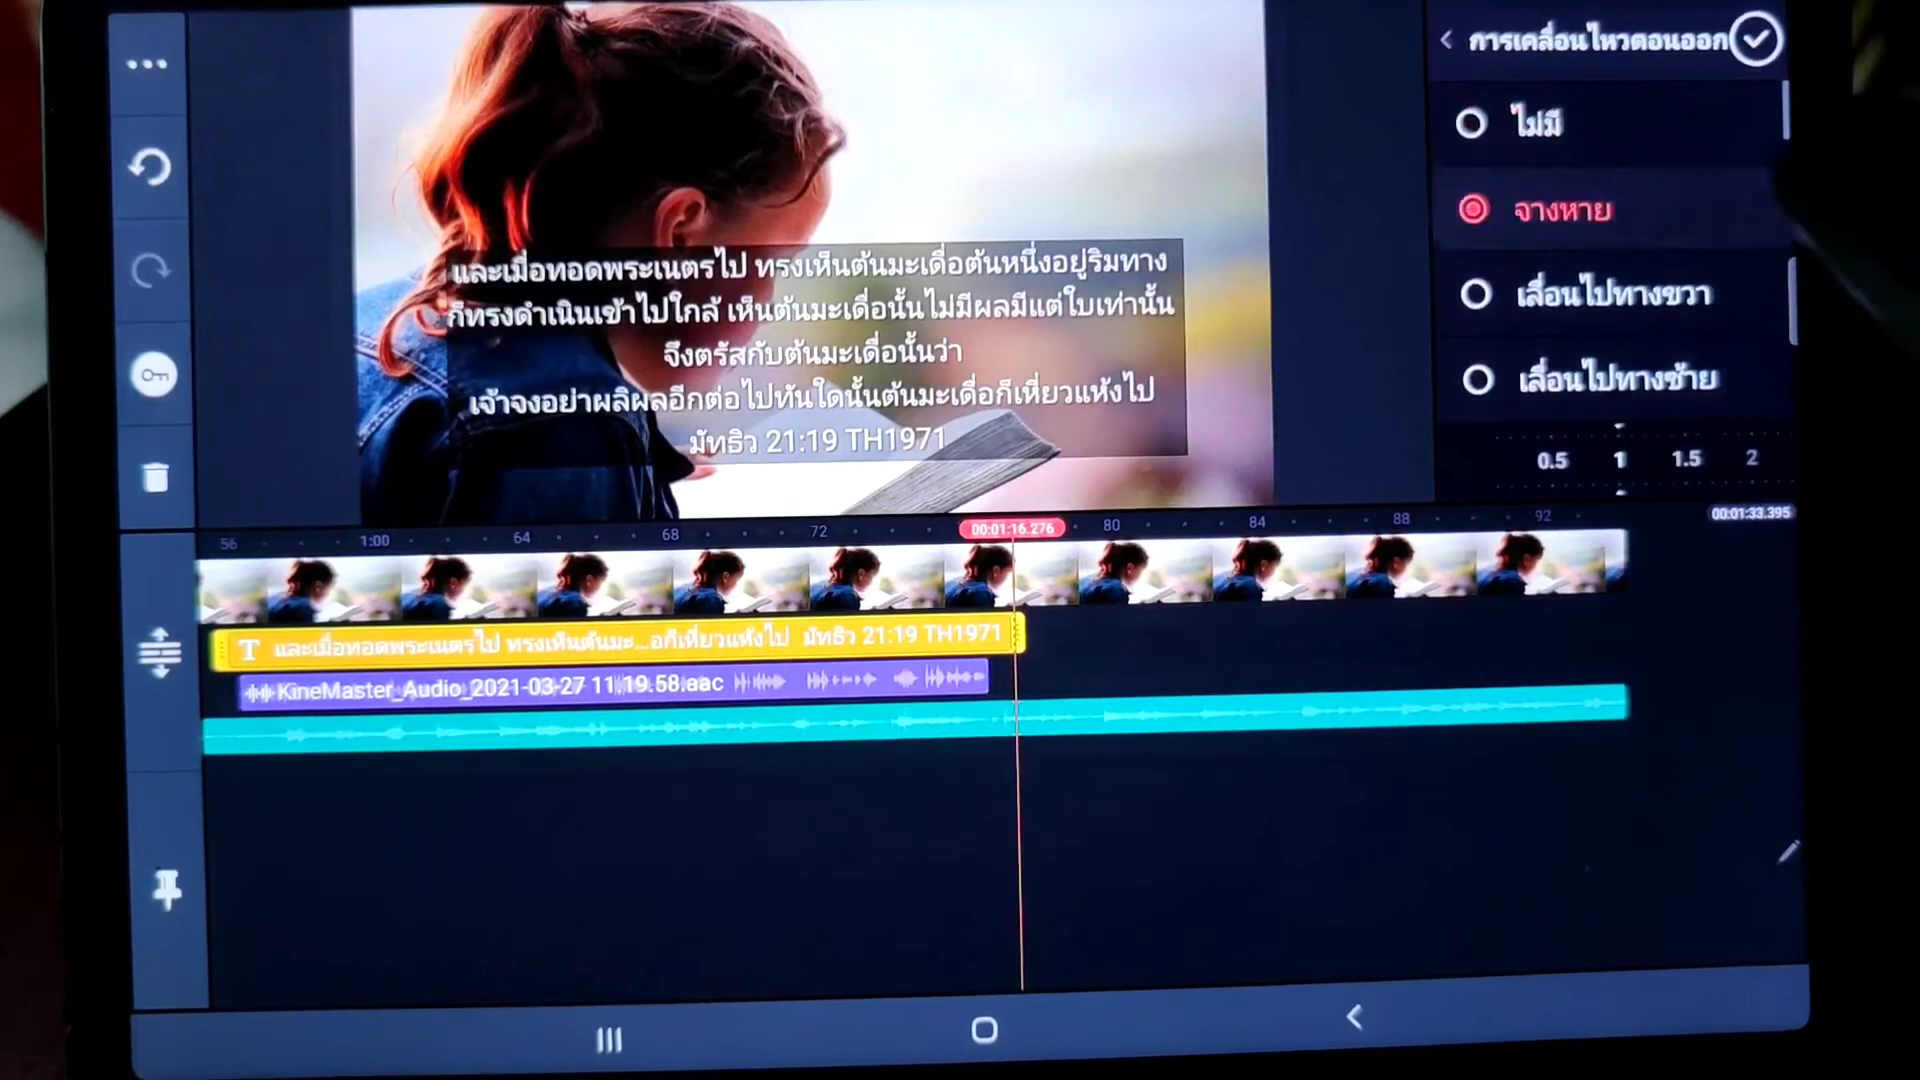 การเคลื่อนไหวตอนออก
ไม่มี
จางหาย
เลื่อนไปทางขวา
เลื่อนไปทางซ้าย
0.5 1 1.5 2
และเมื่อทอดพระเนตรไป ทรงเห็นต้นมะเดื่อต้นหนึ่งอยู่ริมทาง
ก็ทรงดำเนินเข้าไปใกล้ เห็นต้นมะเดื่อนั้นไม่มีผลมีแต่ใบเท่านั้น
จึงตรัสกับต้นมะเดื่อนั้นว่า
เจ้าจงอย่าผลิผลอีกต่อไปทันใดนั้นต้นมะเดื่อก็เหี่ยวแห้งไป
มัทธิว 21:19 TH1971
56 1:00 64 68 72 00:01:16.276 80 84 88 92 00:01:33.395
T และเมื่อทอดพระเนตรไป ทรงเห็นต้นมะ...อก็เหี่ยวแห้งไป มัทธิว 21:19 TH1971
KineMaster_Audio_2021-03-27 11.19.58.aac